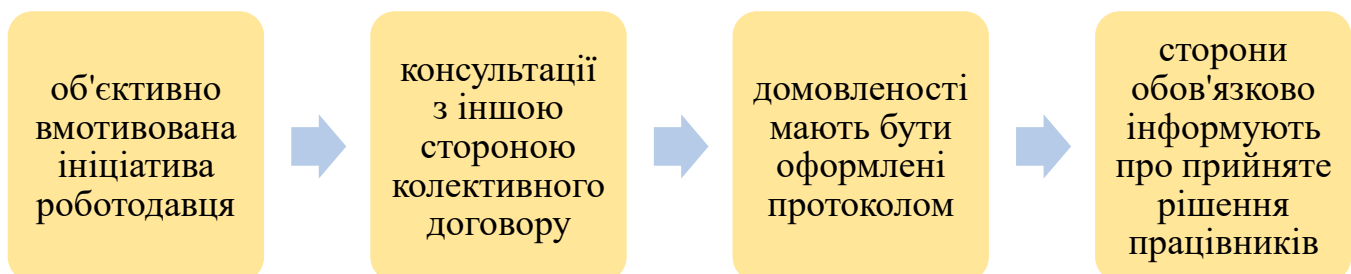 об'єктивно
вмотивована
ініціатива
роботодавця
консультації
з іншою
стороною
колективного
договору
домовленості
мають бути
оформлені
протоколом
сторони
обов'язково
інформують
про прийняте
рішення
працівників